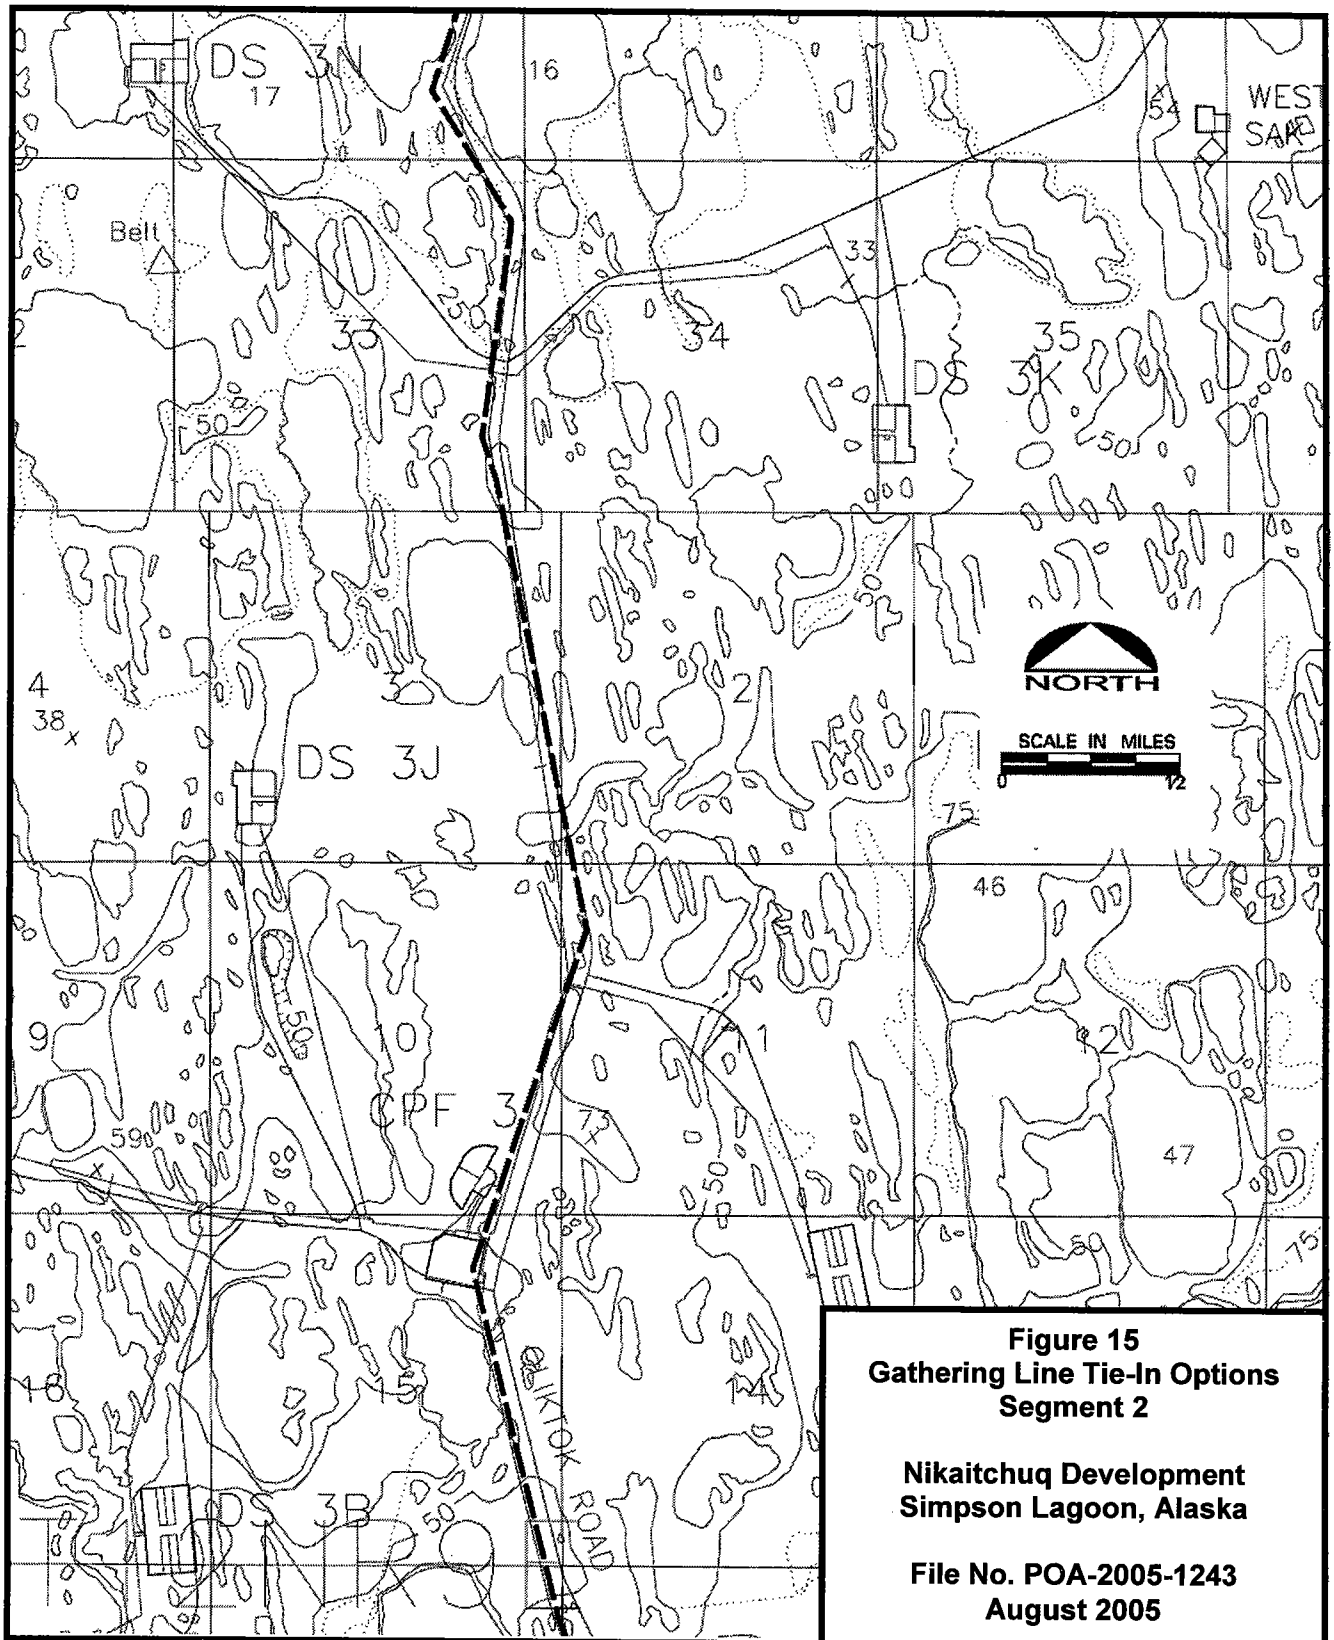 DS 3N
17
16
54
WEST
SAK
Belt
33
250
33
34
35
DS 3K
50
50
50
4
38
3
2
DS 3J
NORTH
SCALE IN MILES
0 1/2
75
46
9
50
10
11
12
CPF 3
59
73
50
47
50
75
16
15
14
OLIKTOK ROAD
DS 3B
50
Figure 15
Gathering Line Tie-In Options
Segment 2
Nikaitchuq Development
Simpson Lagoon, Alaska
File No. POA-2005-1243
August 2005